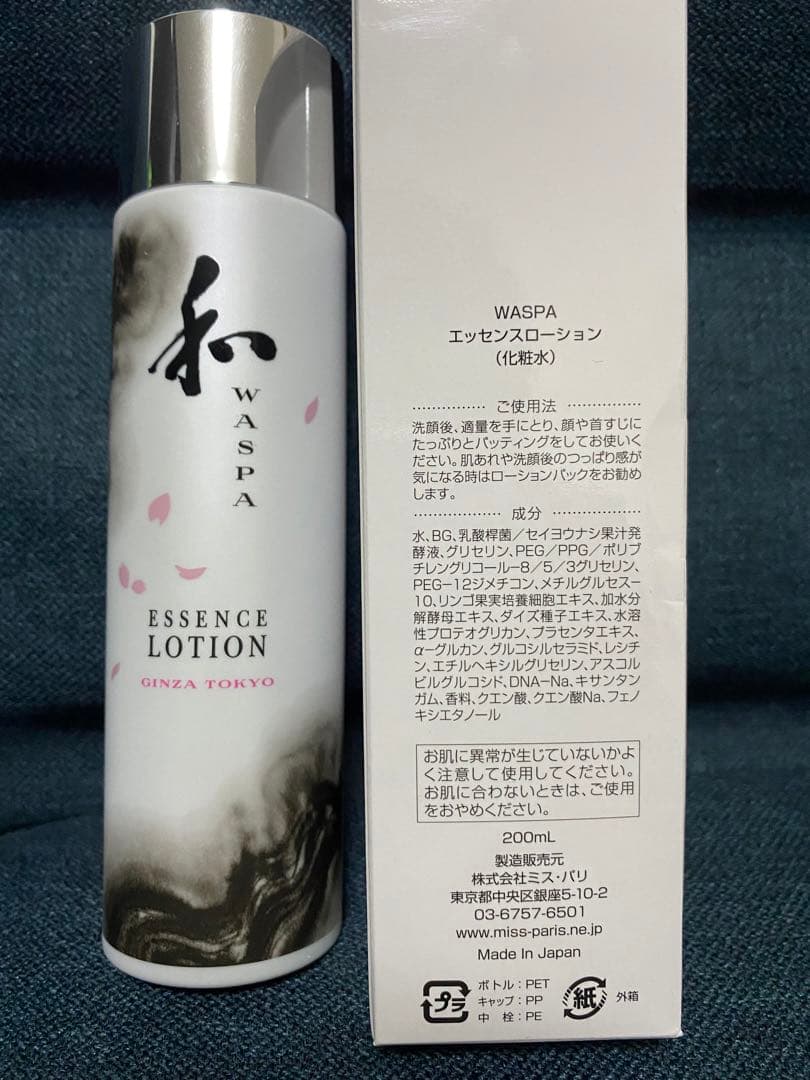 和
WASPA
ESSENCE
LOTION
GINZA TOKYO
WASPA
エッセンスローション
（化粧水）
ご使用法
洗顔後、適量を手にとり、顔や首すじに
たっぷりとパッティングをしてお使いく
ださい。肌あれや洗顔後のつっぱり感が
気になる時はローションパックをお勧め
します。
成分
水、BG、乳酸桿菌／セイヨウナシ果汁発
酵液、グリセリン、PEG／PPG／ポリブ
チレングリコール−8／5／3グリセリン、
PEG−12ジメチコン、メチルグルセス−
10、リンゴ果実培養細胞エキス、加水分
解酵母エキス、ダイズ種子エキス、水溶
性プロテオグリカン、プラセンタエキス、
α−グルカン、グルコシルセラミド、レシチ
ン、エチルヘキシルグリセリン、アスコル
ビルグルコシド、DNA−Na、キサンタン
ガム、香料、クエン酸、クエン酸Na、フェノ
キシエタノール
お肌に異常が生じていないかよ
く注意して使用してください。
お肌に合わないときは、ご使用
をおやめください。
200mL
製造販売元
株式会社ミス・パリ
東京都中央区銀座5-10-2
03-6757-6501
www.miss-paris.ne.jp
Made In Japan
プラ
ボトル：PET
キャップ：PP
中 栓：PE
紙
外箱